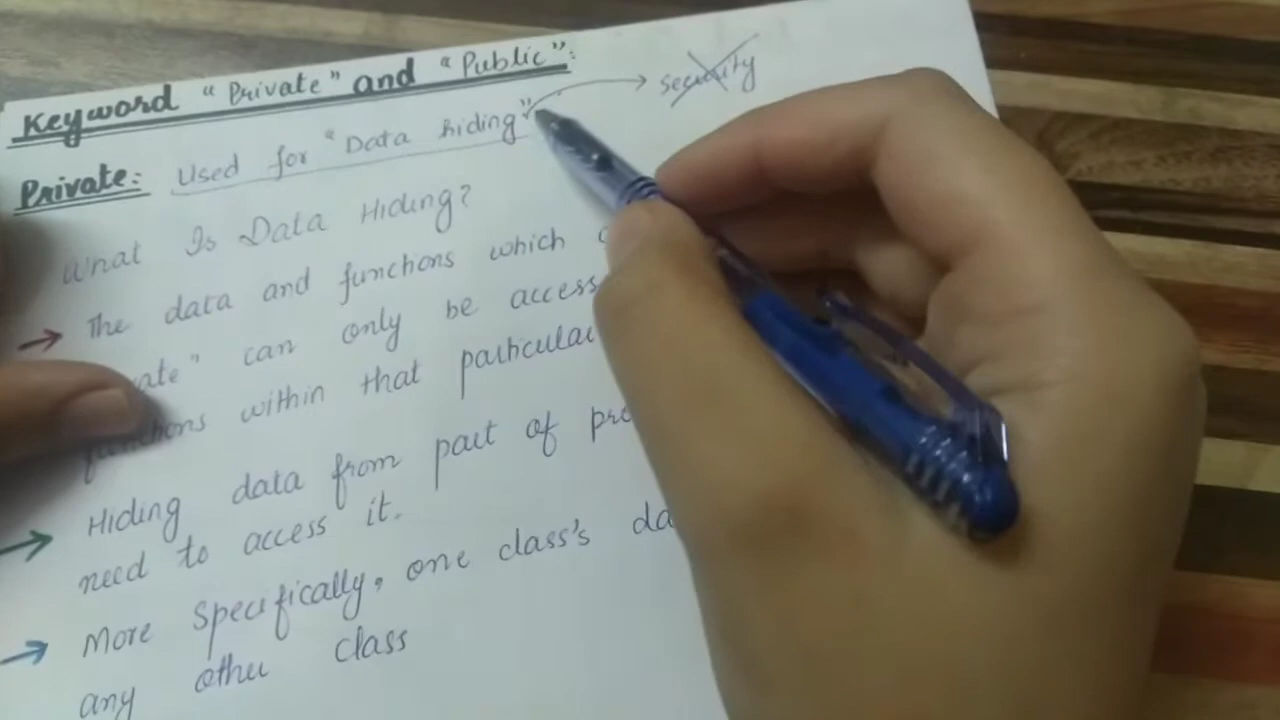 Keyword "Private" and "Public":
security
Private: Used for "Data hiding"
What Is Data Hiding?
The data and functions which
ate" can only be access
functions within that particular
Hiding data from part of
need to access it.
More Specifically, one class's da
any other class